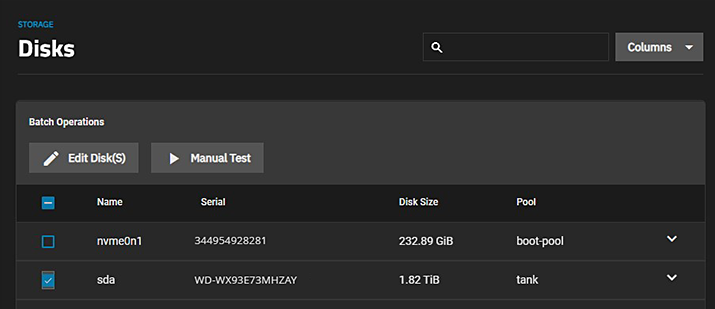 STORAGE
Disks
Columns
Batch Operations
Edit Disk(S) Manual Test
Name Serial Disk Size Pool
nvme0n1 344954928281 232.89 GiB boot-pool
sda WD-WX93E73MHZAY 1.82 TiB tank